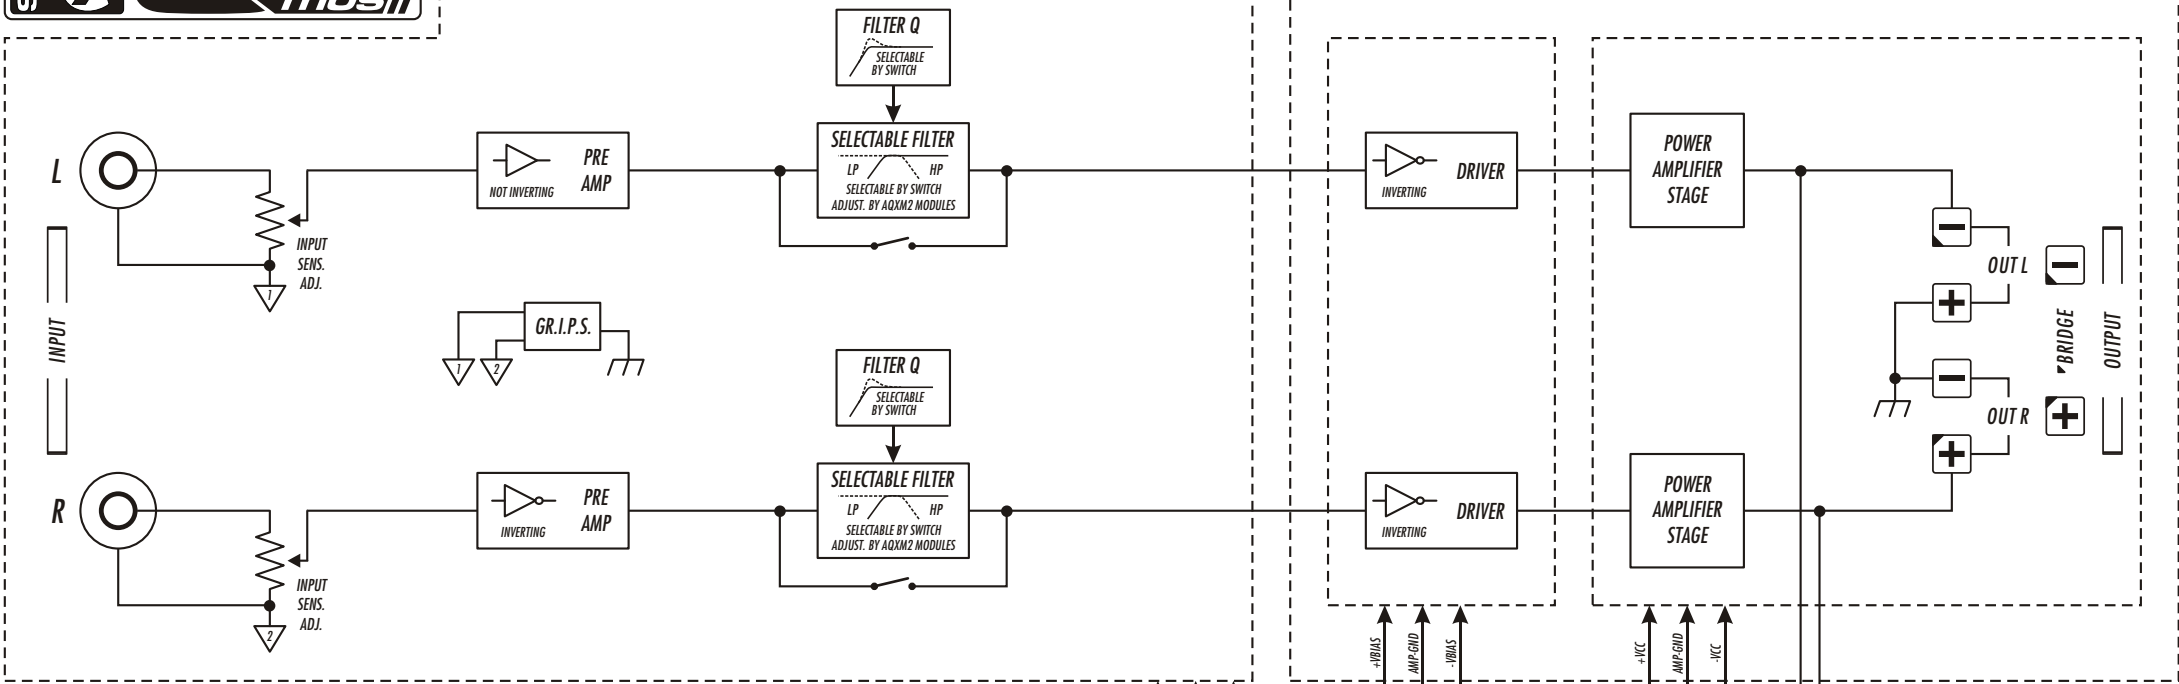 FILTER Q
SELECTABLE
BY SWITCH
SELECTABLE FILTER
LP HP
SELECTABLE BY SWITCH
ADJUST. BY AQXM2 MODULES
L
PRE
AMP
NOT INVERTING
INPUT
SENS.
ADJ.
1
DRIVER
INVERTING
POWER
AMPLIFIER
STAGE
OUT L
INPUT
GR.I.P.S.
1
2
BRIDGE
OUTPUT
FILTER Q
SELECTABLE
BY SWITCH
SELECTABLE FILTER
LP HP
SELECTABLE BY SWITCH
ADJUST. BY AQXM2 MODULES
R
PRE
AMP
INVERTING
INPUT
SENS.
ADJ.
2
DRIVER
INVERTING
POWER
AMPLIFIER
STAGE
OUT R
+VBIAS
AMP-GND
-VBIAS
+VCC
AMP-GND
-VCC